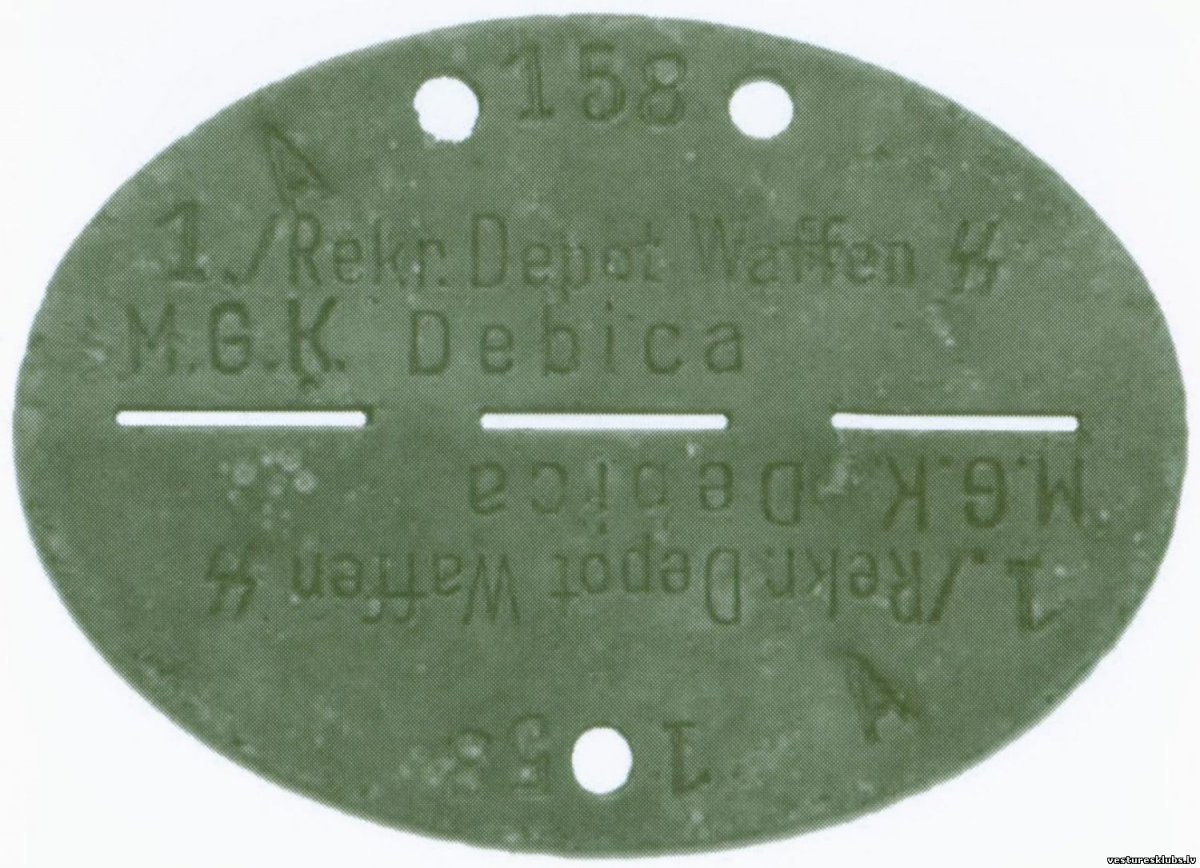 158
A
1./Rekr. Depot Waffen ᛋᛋ
M.G.K. Debica
M.G.K. Debica
1./Rekr. Depot Waffen ᛋᛋ
A
158
vesturesklubs.lv